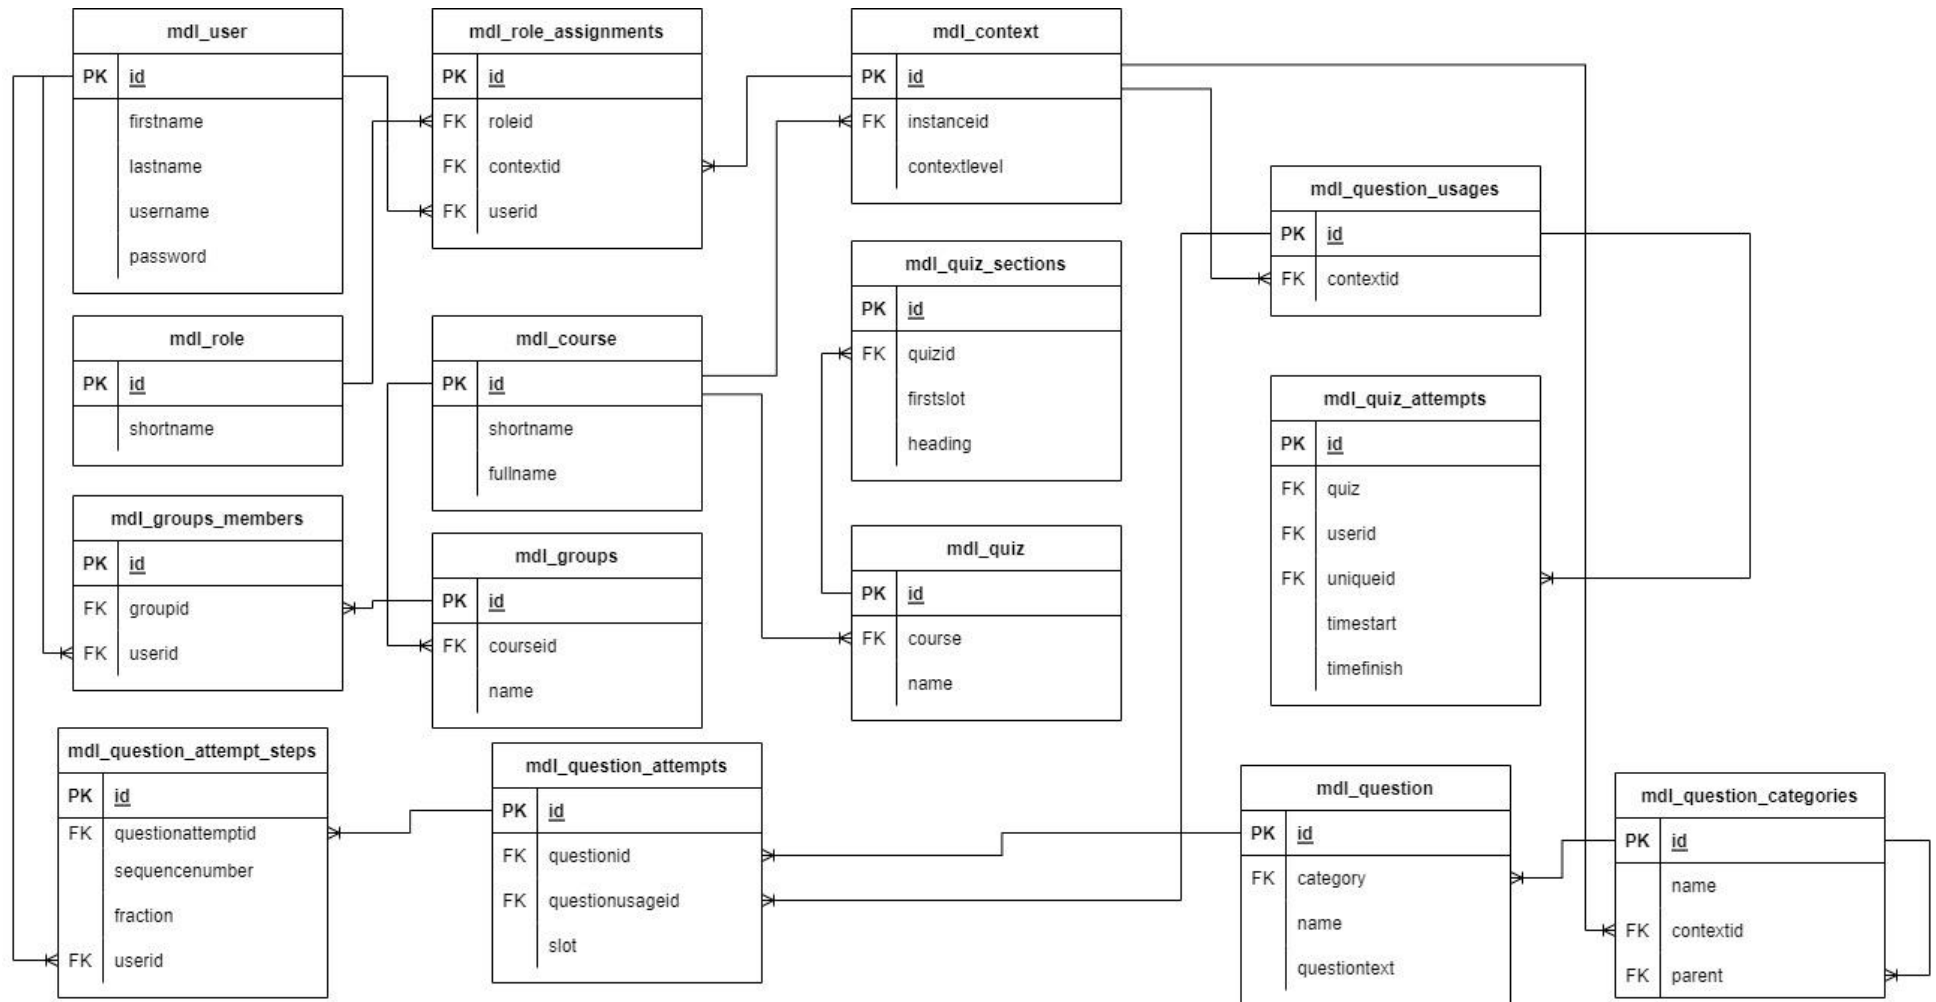 mdl_user
PK id
firstname
lastname
username
password
mdl_role_assignments
PK id
FK roleid
FK contextid
FK userid
mdl_context
PK id
FK instanceid
contextlevel
mdl_question_usages
PK id
FK contextid
mdl_role
PK id
shortname
mdl_course
PK id
shortname
fullname
mdl_quiz_sections
PK id
FK quizid
firstslot
heading
mdl_quiz_attempts
PK id
FK quiz
FK userid
FK uniqueid
timestart
timefinish
mdl_groups_members
PK id
FK groupid
FK userid
mdl_groups
PK id
FK courseid
name
mdl_quiz
PK id
FK course
name
mdl_question_attempt_steps
PK id
FK questionattemptid
sequencenumber
fraction
FK userid
mdl_question_attempts
PK id
FK questionid
FK questionusageid
slot
mdl_question
PK id
FK category
name
questiontext
mdl_question_categories
PK id
name
FK contextid
FK parent